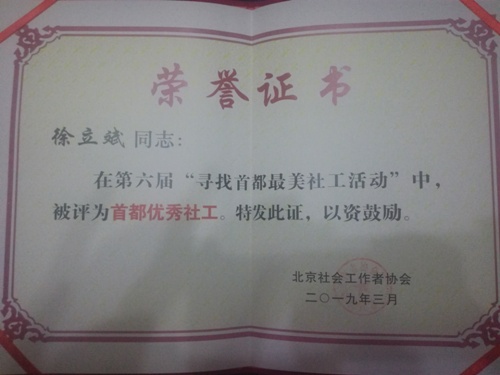 荣誉证书
徐立斌同志：
在第六届“寻找首都最美社工活动”中，
被评为首都优秀社工。特发此证，以资鼓励。
北京社会工作者协会
二〇一九年三月